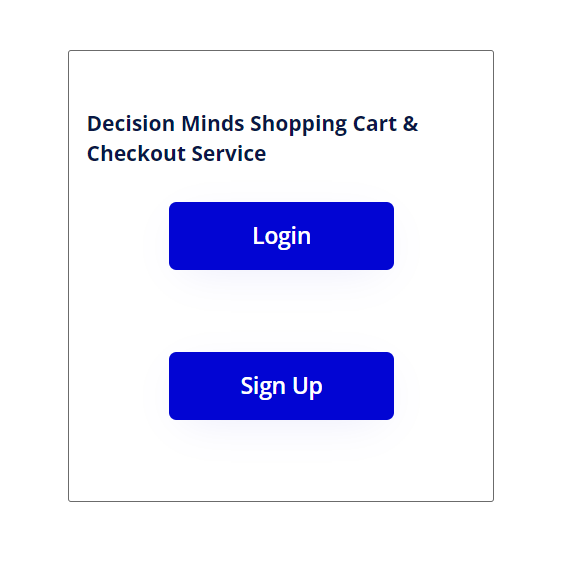 Decision Minds Shopping Cart &
Checkout Service
Login
Sign Up